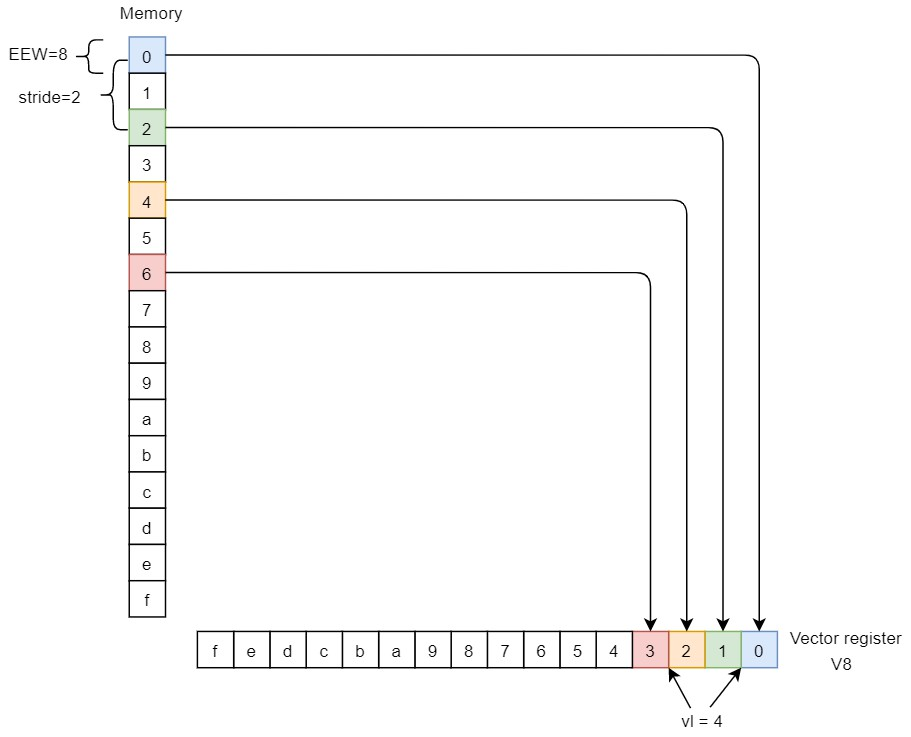 Memory
EEW=8
0
stride=2
1
2
3
4
5
6
7
8
9
a
b
c
d
e
f
f e d c b a 9 8 7 6 5 4 3 2 1 0
Vector register
V8
vl = 4